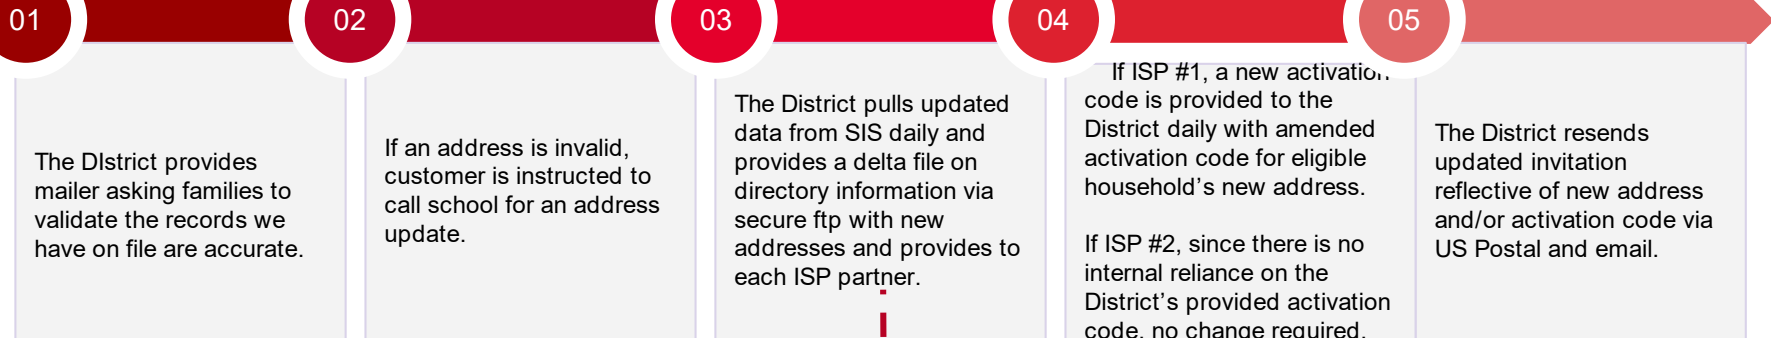 01
02
03
04
05
The DIstrict provides
mailer asking families to
validate the records we
have on file are accurate.
If an address is invalid,
customer is instructed to
call school for an address
update.
The District pulls updated
data from SIS daily and
provides a delta file on
directory information via
secure ftp with new
addresses and provides to
each ISP partner.
If ISP #1, a new activation
code is provided to the
District daily with amended
activation code for eligible
household’s new address.
If ISP #2, since there is no
internal reliance on the
District’s provided activation
code, no change required.
The District resends
updated invitation
reflective of new address
and/or activation code via
US Postal and email.